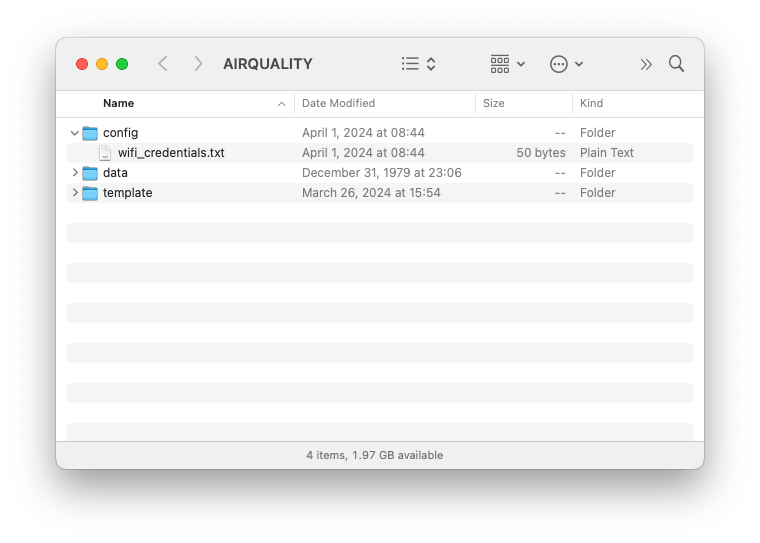 AIRQUALITY
Name Date Modified Size Kind
config April 1, 2024 at 08:44 -- Folder
wifi_credentials.txt April 1, 2024 at 08:44 50 bytes Plain Text
data December 31, 1979 at 23:06 -- Folder
template March 26, 2024 at 15:54 -- Folder
4 items, 1.97 GB available